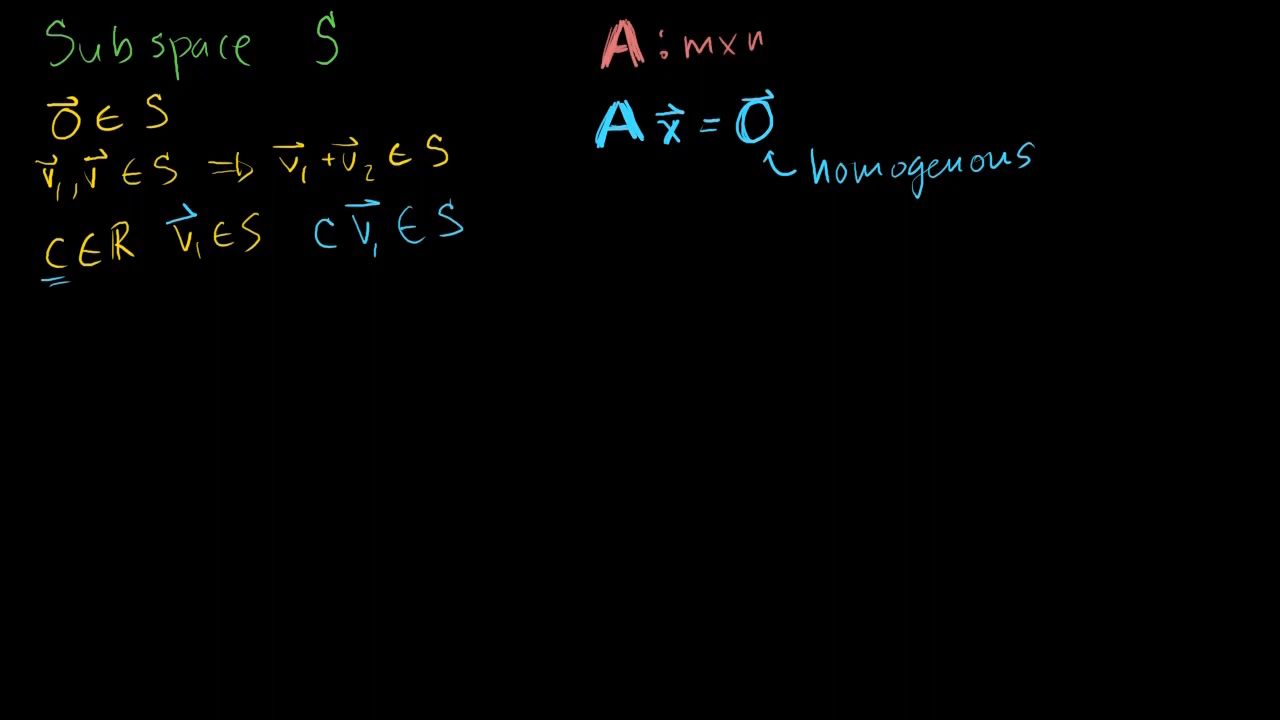 Subspace S
0⃗ ∈ S
v⃗₁, v⃗ ∈ S ⇒ v⃗₁ + v⃗₂ ∈ S
c ∈ ℝ v⃗₁ ∈ S c v⃗₁ ∈ S
A : m×n
A x⃗ = 0⃗
homogenous